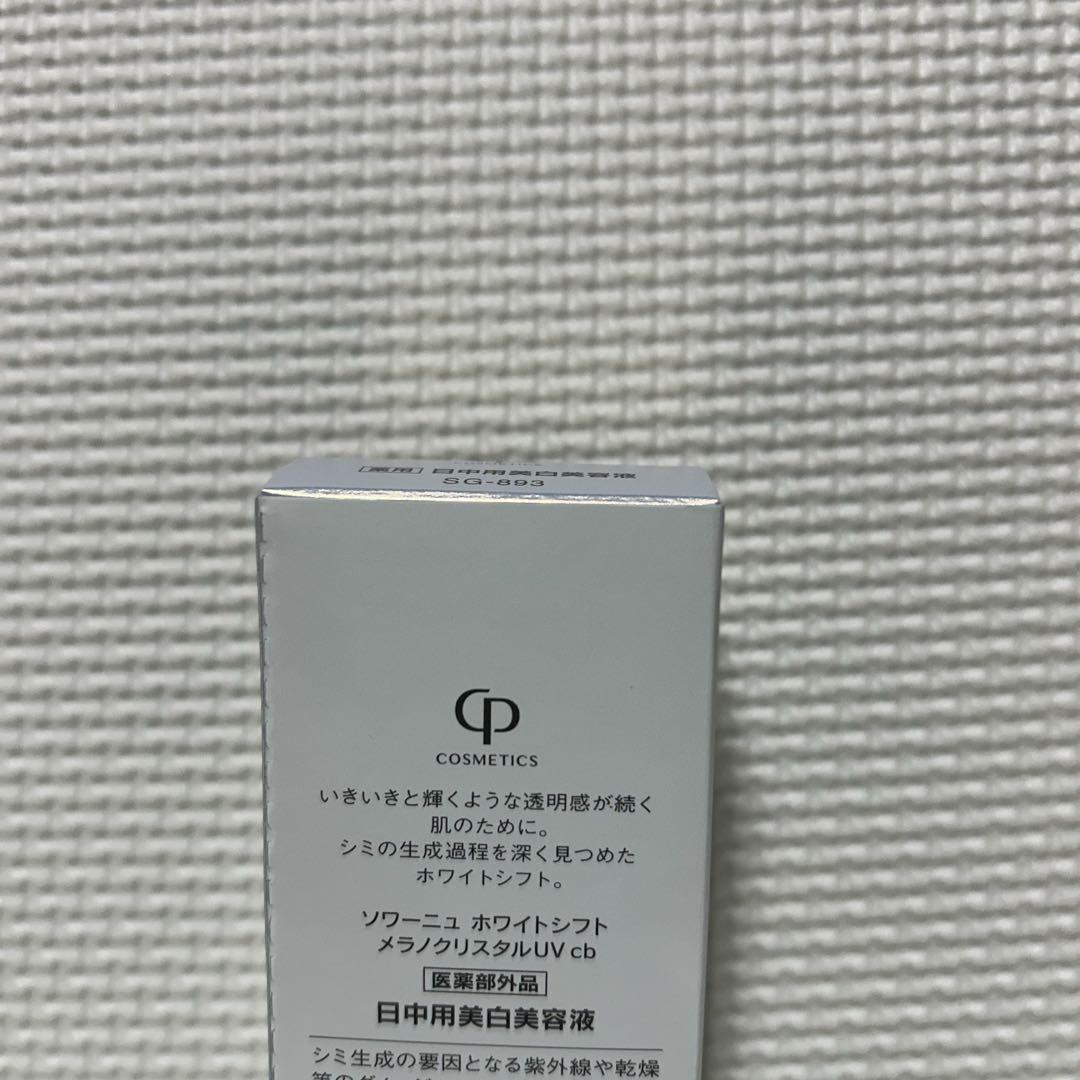 COSMETICS
薬用 日中用美白美容液
SG-893
CP
COSMETICS
いきいきと輝くような透明感が続く
肌のために。
シミの生成過程を深く見つめた
ホワイトシフト。
ソワーニュ ホワイトシフト
メラノクリスタルUV cb
医薬部外品
日中用美白美容液
シミ生成の要因となる紫外線や乾燥